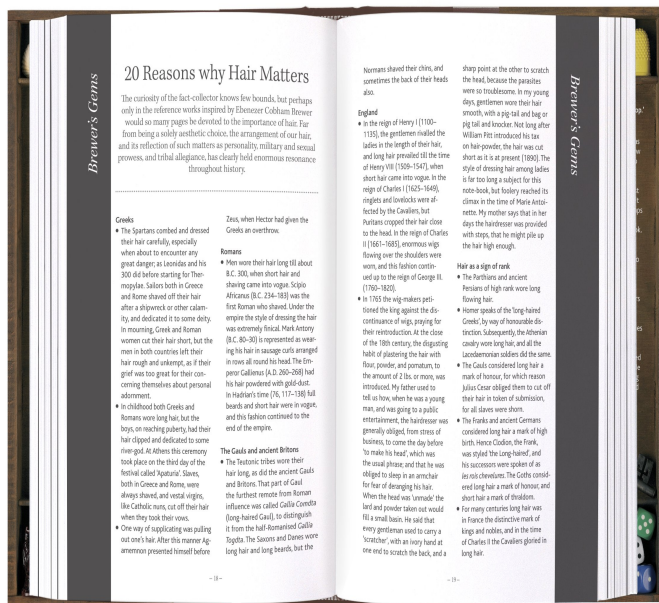 Brewer's Gems
20 Reasons why Hair Matters
The curiosity of the fact-collector knows few bounds, but perhaps
only in the reference works inspired by Ebenezer Cobham Brewer
would so many pages be devoted to the importance of hair. Far
from being a solely aesthetic choice, the arrangement of our hair,
and its reflection of such matters as personality, military and sexual
prowess, and tribal allegiance, has clearly held enormous resonance
throughout history.
Greeks
• The Spartans combed and dressed
their hair carefully, especially
when about to encounter any
great danger; as Leonidas and his
300 did before starting for Ther-
mopylae. Sailors both in Greece
and Rome shaved off their hair
after a shipwreck or other calam-
ity, and dedicated it to some deity.
In mourning, Greek and Roman
women cut their hair short, but the
men in both countries left their
hair rough and unkempt, as if their
grief was too great for their con-
cerning themselves about personal
adornment.
• In childhood both Greeks and
Romans wore long hair, but the
boys, on reaching puberty, had their
hair clipped and dedicated to some
river-god. At Athens this ceremony
took place on the third day of the
festival called 'Apaturia'. Slaves,
both in Greece and Rome, were
always shaved, and vestal virgins,
like Catholic nuns, cut off their hair
when they took their vows.
• One way of supplicating was pulling
out one's hair. After this manner Ag-
amemnon presented himself before
Zeus, when Hector had given the
Greeks an overthrow.
Romans
• Men wore their hair long till about
B.C. 300, when short hair and
shaving came into vogue. Scipio
Africanus (B.C. 234–183) was the
first Roman who shaved. Under the
empire the style of dressing the hair
was extremely finical. Mark Antony
(B.C. 80–30) is represented as wear-
ing his hair in sausage curls arranged
in rows all round his head. The Em-
peror Gallienus (A.D. 260–268) had
his hair powdered with gold-dust.
In Hadrian's time (76, 117–138) full
beards and short hair were in vogue,
and this fashion continued to the
end of the empire.
The Gauls and ancient Britons
• The Teutonic tribes wore their
hair long, as did the ancient Gauls
and Britons. That part of Gaul
the furthest remote from Roman
influence was called Gallia Comdta
(long-haired Gaul), to distinguish
it from the half-Romanised Gallia
Togdta. The Saxons and Danes wore
long hair and long beards, but the
– 18 –
Normans shaved their chins, and
sometimes the back of their heads
also.
England
• In the reign of Henry I (1100–
1135), the gentlemen rivalled the
ladies in the length of their hair,
and long hair prevailed till the time
of Henry VIII (1509–1547), when
short hair came into vogue. In the
reign of Charles I (1625–1649),
ringlets and lovelocks were af-
fected by the Cavaliers, but
Puritans cropped their hair close
to the head. In the reign of Charles
II (1661–1685), enormous wigs
flowing over the shoulders were
worn, and this fashion contin-
ued up to the reign of George III.
(1760–1820).
• In 1765 the wig-makers peti-
tioned the king against the dis-
continuance of wigs, praying for
their reintroduction. At the close
of the 18th century, the disgusting
habit of plastering the hair with
flour, powder, and pomatum, to
the amount of 2 lbs. or more, was
introduced. My father used to
tell us how, when he was a young
man, and was going to a public
entertainment, the hairdresser was
generally obliged, from stress of
business, to come the day before
'to make his head', which was
the usual phrase; and that he was
obliged to sleep in an armchair
for fear of deranging his hair.
When the head was 'unmade' the
lard and powder taken out would
fill a small basin. He said that
every gentleman used to carry a
'scratcher', with an ivory hand at
one end to scratch the back, and a
sharp point at the other to scratch
the head, because the parasites
were so troublesome. In my young
days, gentlemen wore their hair
smooth, with a pig-tail and bag or
pig tail and knocker. Not long after
William Pitt introduced his tax
on hair-powder, the hair was cut
short as it is at present (1890). The
style of dressing hair among ladies
is far too long a subject for this
note-book, but foolery reached its
climax in the time of Marie Antoi-
nette. My mother says that in her
days the hairdresser was provided
with steps, that he might pile up
the hair high enough.
Hair as a sign of rank
• The Parthians and ancient
Persians of high rank wore long
flowing hair.
• Homer speaks of the 'long-haired
Greeks', by way of honourable dis-
tinction. Subsequently, the Athenian
cavalry wore long hair, and all the
Lacedaemonian soldiers did the same.
• The Gauls considered long hair a
mark of honour, for which reason
Julius Cesar obliged them to cut off
their hair in token of submission,
for all slaves were shorn.
• The Franks and ancient Germans
considered long hair a mark of high
birth. Hence Clodion, the Frank,
was styled 'the Long-haired', and
his successors were spoken of as
les rois chevelures. The Goths consid-
ered long hair a mark of honour, and
short hair a mark of thraldom.
• For many centuries long hair was
in France the distinctive mark of
kings and nobles, and in the time
of Charles II the Cavaliers gloried in
long hair.
– 19 –
Brewer's Gems